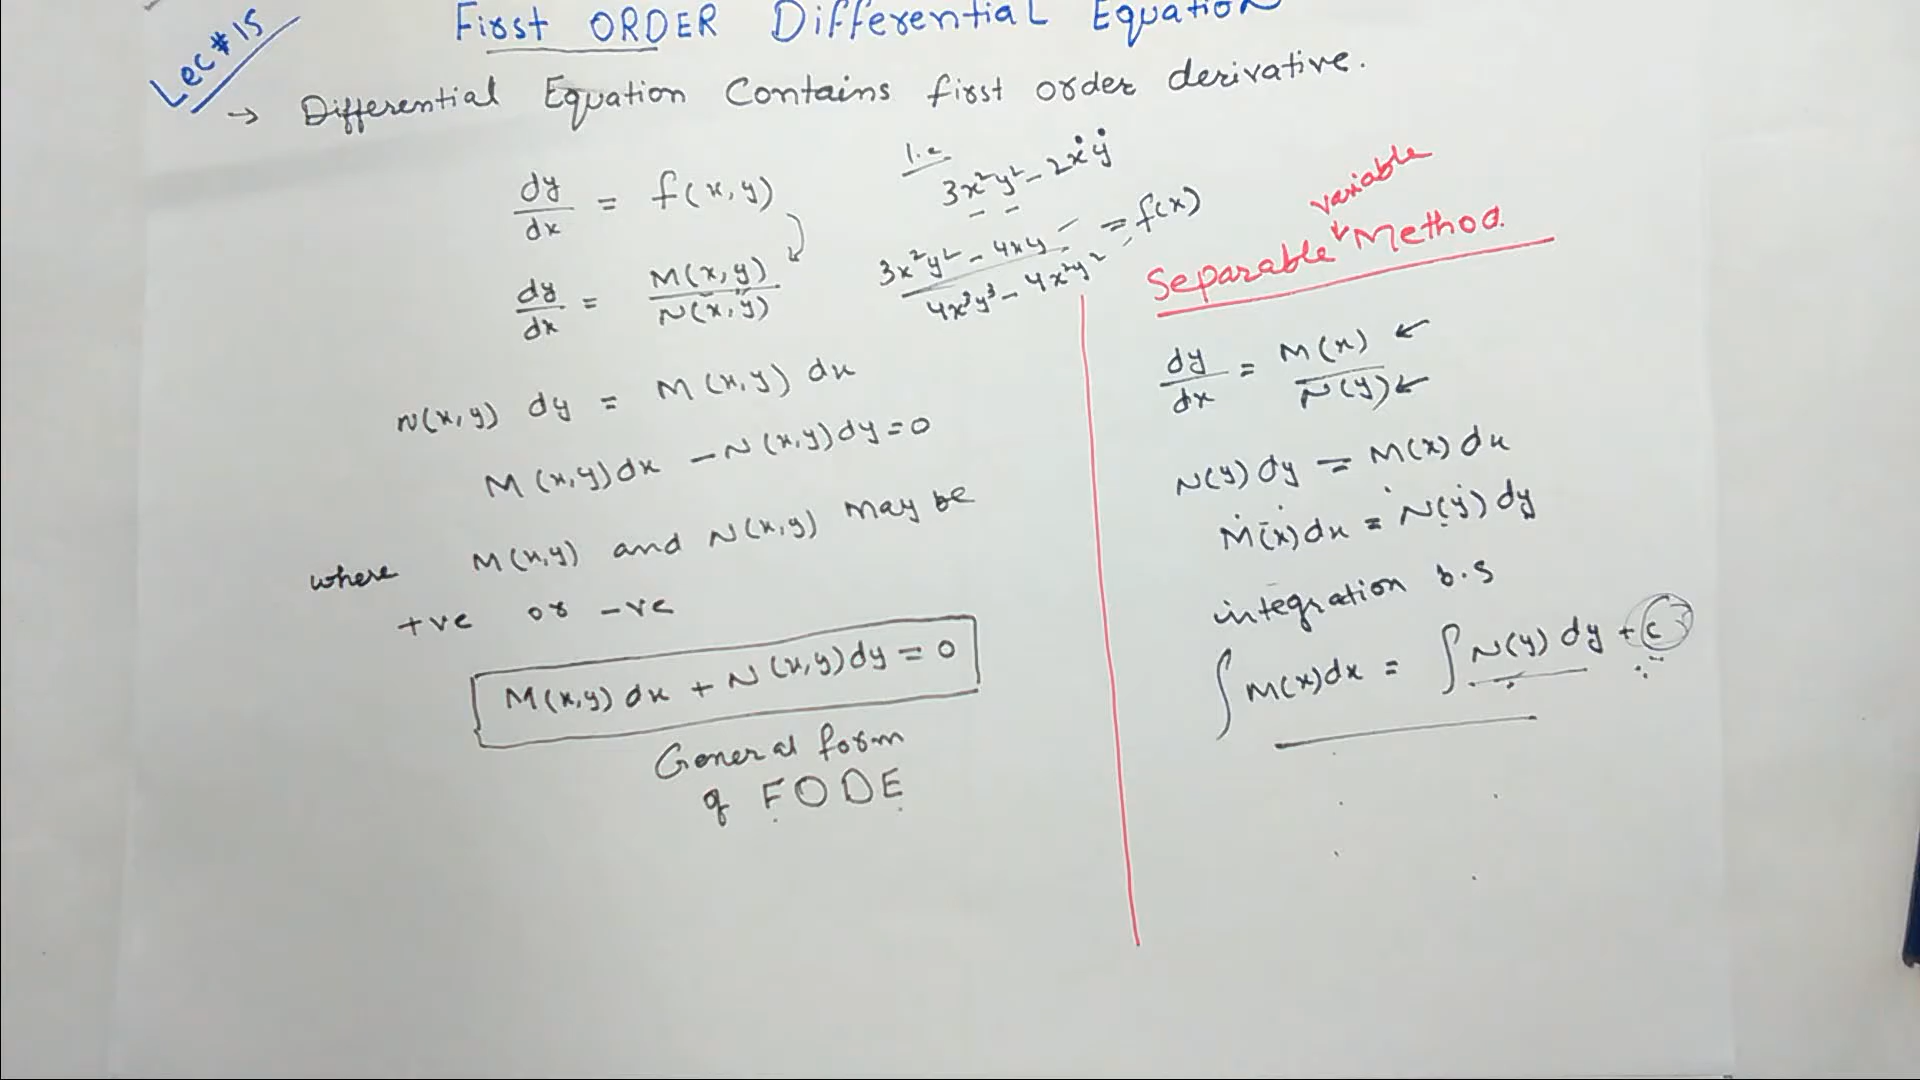 Lec # 15
First ORDER Differential Equation
→ Differential Equation Contains first order derivative.
dy/dx = f(x,y)
i.e
3x²y² - 2xy
dy/dx = M(x,y)/N(x,y)
3x²y² - 4xy / 4x³y³ - 4x²y² = f(x)
N(x,y) dy = M(x,y) dx
M(x,y)dx - N(x,y)dy = 0
where M(x,y) and N(x,y) may be
+ve or -ve
M(x,y) dx + N(x,y)dy = 0
General form
of FODE
variable
Separable Method.
dy/dx = M(x) ← / N(y) ←
N(y) dy = M(x) dx
M(x)dx = N(y) dy
integration b.s
∫ M(x)dx = ∫ N(y) dy + c